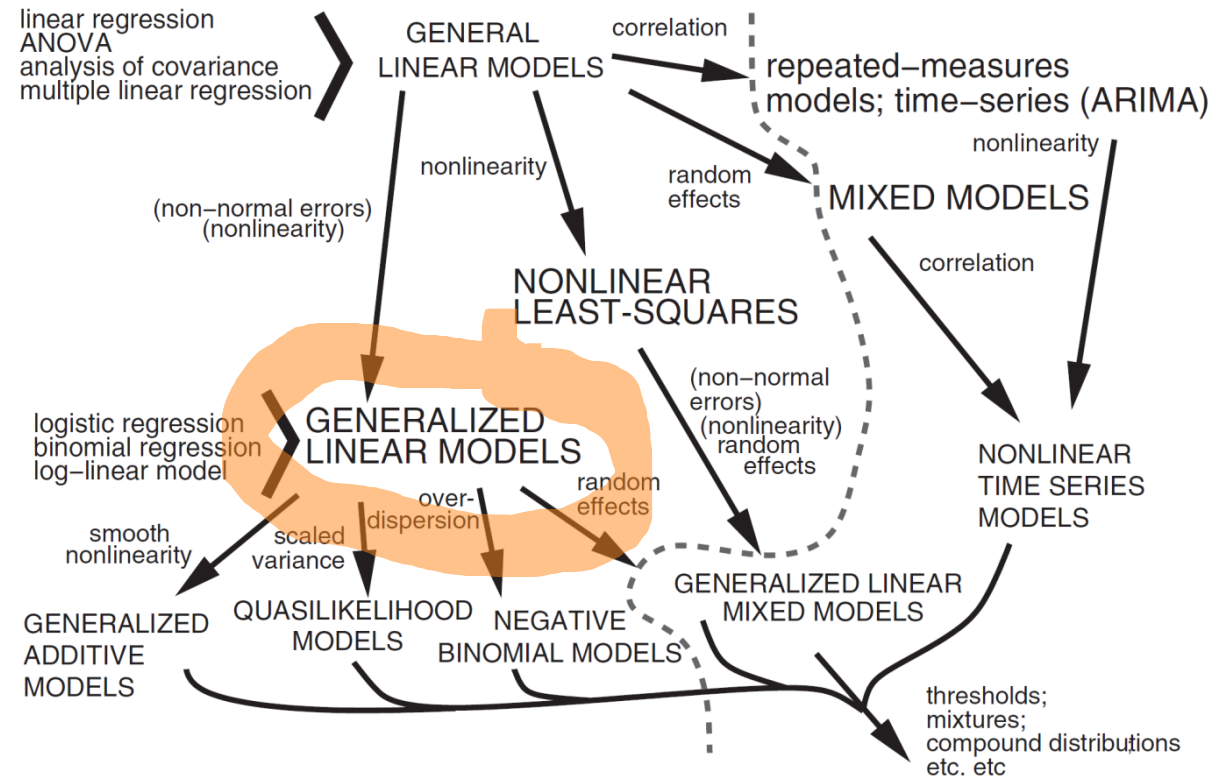 linear regression
ANOVA
analysis of covariance
multiple linear regression
GENERAL
LINEAR MODELS
correlation
repeated−measures
models; time−series (ARIMA)
nonlinearity
nonlinearity
random
effects
MIXED MODELS
(non−normal errors)
(nonlinearity)
correlation
NONLINEAR
LEAST-SQUARES
(non−normal
errors)
(nonlinearity)
random
effects
logistic regression
binomial regression
log−linear model
GENERALIZED
LINEAR MODELS
NONLINEAR
TIME SERIES
MODELS
smooth
nonlinearity
scaled
variance
over-
dispersion
random
effects
GENERALIZED
ADDITIVE
MODELS
QUASILIKELIHOOD
MODELS
NEGATIVE
BINOMIAL MODELS
GENERALIZED LINEAR
MIXED MODELS
thresholds;
mixtures;
compound distributions
etc. etc